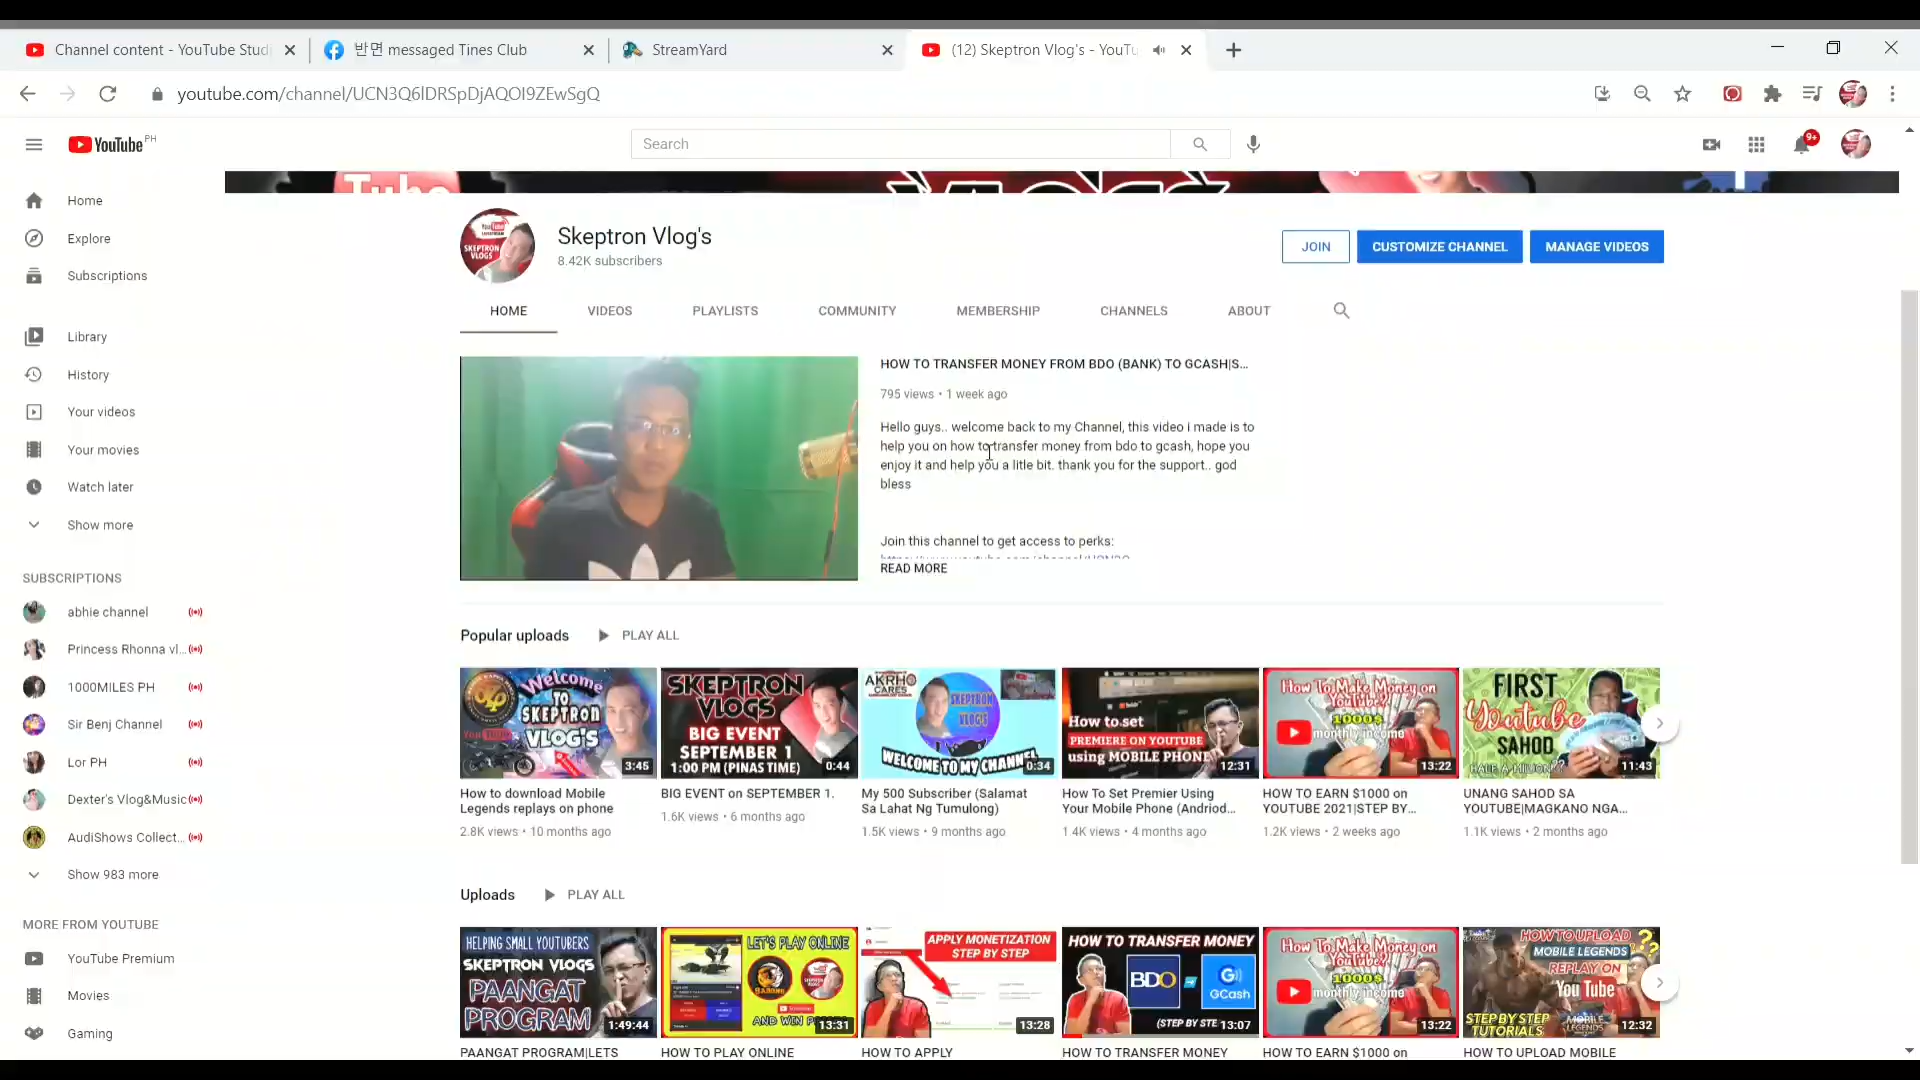 Channel content - YouTube Stud
반면 messaged Tines Club
StreamYard
(12) Skeptron Vlog's - YouTu
youtube.com/channel/UCN3Q6lDRSpDjAQOI9ZEwSgQ
YouTube PH
Search
9+
Home
Explore
Subscriptions
Library
History
Your videos
Your movies
Watch later
Show more
SUBSCRIPTIONS
abhie channel
Princess Rhonna vl...
1000MILES PH
Sir Benj Channel
Lor PH
Dexter's Vlog&Music
AudiShows Collect...
Show 983 more
MORE FROM YOUTUBE
YouTube Premium
Movies
Gaming
Skeptron Vlog's
8.42K subscribers
JOIN
CUSTOMIZE CHANNEL
MANAGE VIDEOS
HOME
VIDEOS
PLAYLISTS
COMMUNITY
MEMBERSHIP
CHANNELS
ABOUT
HOW TO TRANSFER MONEY FROM BDO (BANK) TO GCASH|S...
795 views • 1 week ago
Hello guys.. welcome back to my Channel, this video i made is to
help you on how to transfer money from bdo to gcash, hope you
enjoy it and help you a litle bit. thank you for the support.. god
bless
Join this channel to get access to perks:
READ MORE
Popular uploads
PLAY ALL
Welcome
TO
SKEPTRON
VLOG'S
3:45
How to download Mobile
Legends replays on phone
2.8K views • 10 months ago
SKEPTRON
VLOGS
BIG EVENT
SEPTEMBER 1
1:00 PM (PINAS TIME)
0:44
BIG EVENT on SEPTEMBER 1.
1.6K views • 6 months ago
AKRHO
CARES
SKEPTRON
VLOG'S
WELCOME TO MY CHANNEL
0:34
My 500 Subscriber (Salamat
Sa Lahat Ng Tumulong)
1.5K views • 9 months ago
How to set
PREMIERE ON YOUTUBE
using MOBILE PHONE
12:31
How To Set Premier Using
Your Mobile Phone (Andriod...
1.4K views • 4 months ago
How To Make Money on
YouTube?
1000$
monthly income
13:22
HOW TO EARN $1000 on
YOUTUBE 2021|STEP BY...
1.2K views • 2 weeks ago
FIRST
Youtube
SAHOD
11:43
UNANG SAHOD SA
YOUTUBE|MAGKANO NGA...
1.1K views • 2 months ago
Uploads
PLAY ALL
HELPING SMALL YOUTUBERS
SKEPTRON VLOGS
PAANGAT
PROGRAM
1:49:44
PAANGAT PROGRAM|LETS
LET'S PLAY ONLINE
AND WIN
13:31
HOW TO PLAY ONLINE
APPLY MONETIZATION
STEP BY STEP
13:28
HOW TO APPLY
HOW TO TRANSFER MONEY
BDO
GCash
(STEP BY STE
13:07
HOW TO TRANSFER MONEY
How To Make Money on
YouTube?
1000$
monthly income
13:22
HOW TO EARN $1000 on
HOW TO UPLOAD
MOBILE LEGENDS
REPLAY ON
You Tube
STEP BY STEP
TUTORIALS
MOBILE
LEGENDS
12:32
HOW TO UPLOAD MOBILE